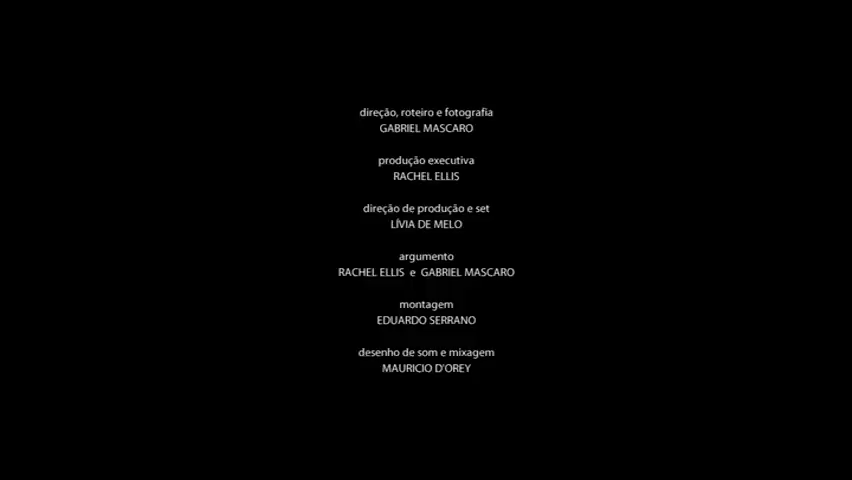 direção, roteiro e fotografia
GABRIEL MASCARO
produção executiva
RACHEL ELLIS
direção de produção e set
LÍVIA DE MELO
argumento
RACHEL ELLIS e GABRIEL MASCARO
montagem
EDUARDO SERRANO
desenho de som e mixagem
MAURICIO D'OREY